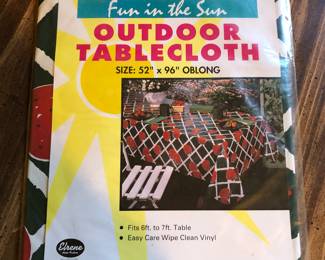 Fun in the Sun
OUTDOOR
TABLECLOTH
SIZE: 52" x 96" OBLONG
• Fits 6ft. to 7ft. Table
• Easy Care Wipe Clean Vinyl
Elrene